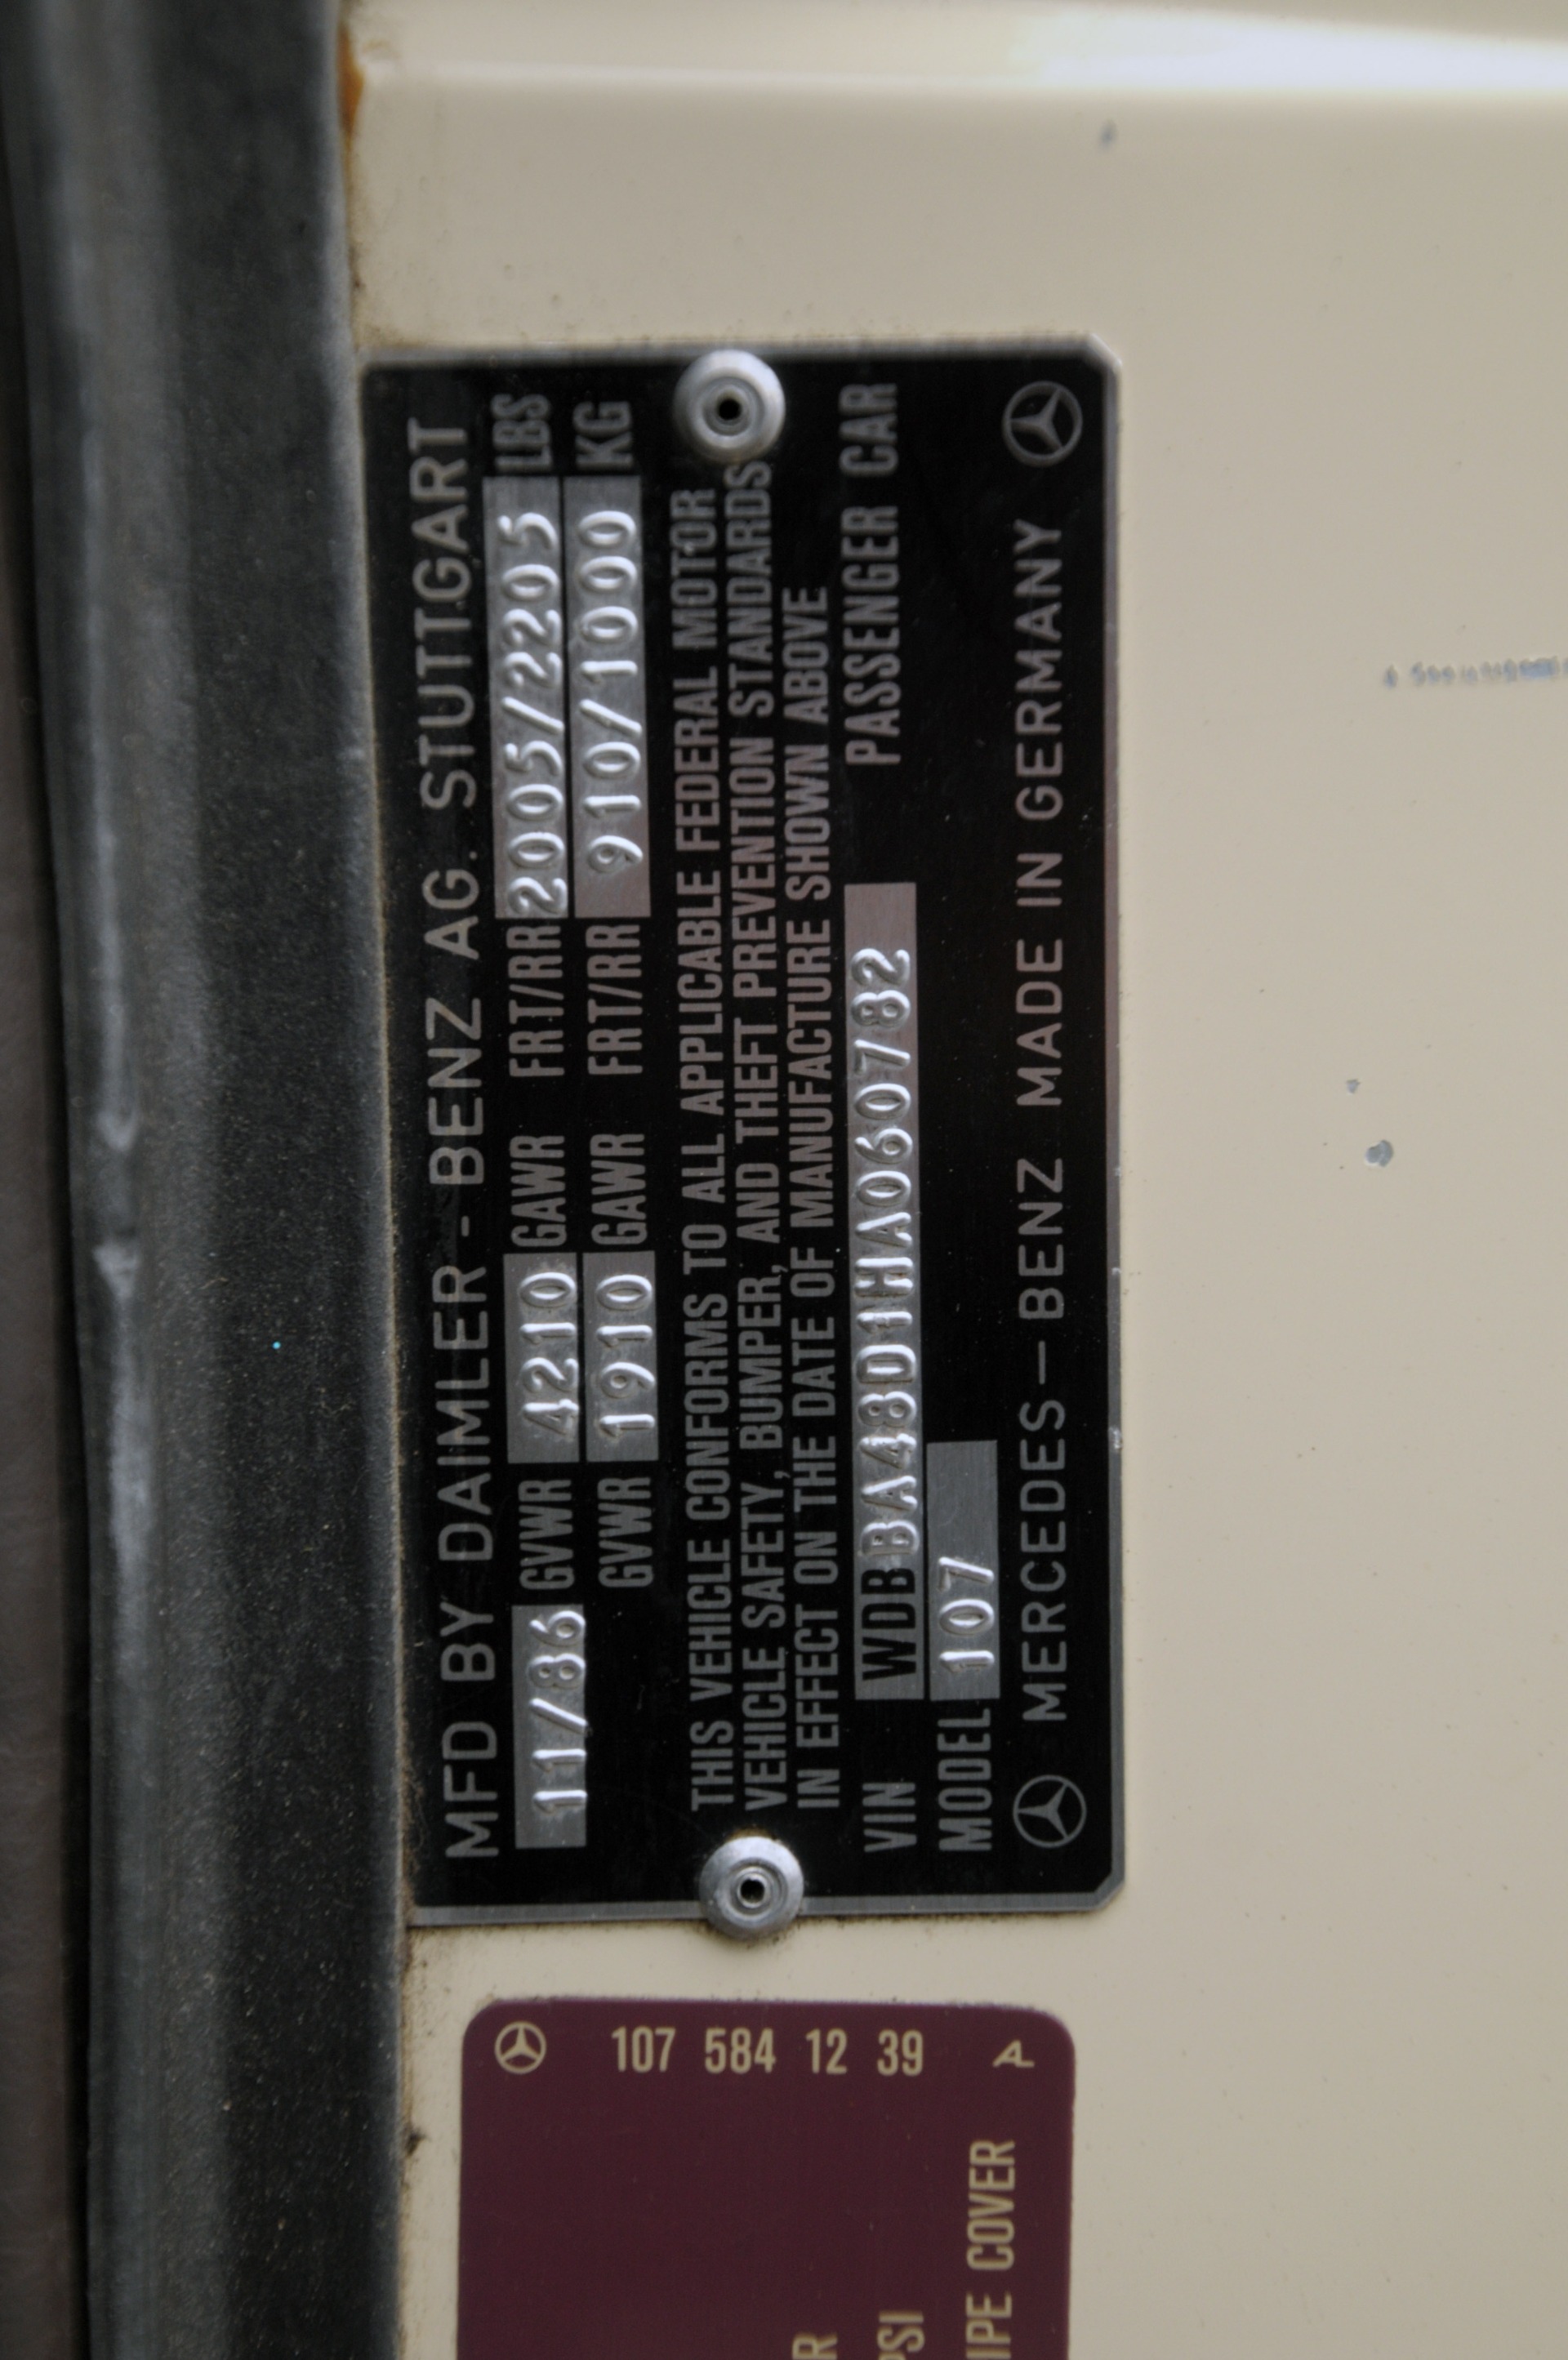 MFD BY DAIMLER - BENZ AG. STUTTGART
11/86 GVWR 4210 GAWR FRT/RR 2005/2205 LBS
GVWR 1910 GAWR FRT/RR 910/1000 KG
THIS VEHICLE CONFORMS TO ALL APPLICABLE FEDERAL MOTOR
VEHICLE SAFETY, BUMPER, AND THEFT PREVENTION STANDARDS
IN EFFECT ON THE DATE OF MANUFACTURE SHOWN ABOVE
VIN WDBBA48D1HA060782 PASSENGER CAR
MODEL 107
MERCEDES-BENZ MADE IN GERMANY
107 584 12 39 A
PSI
COVER